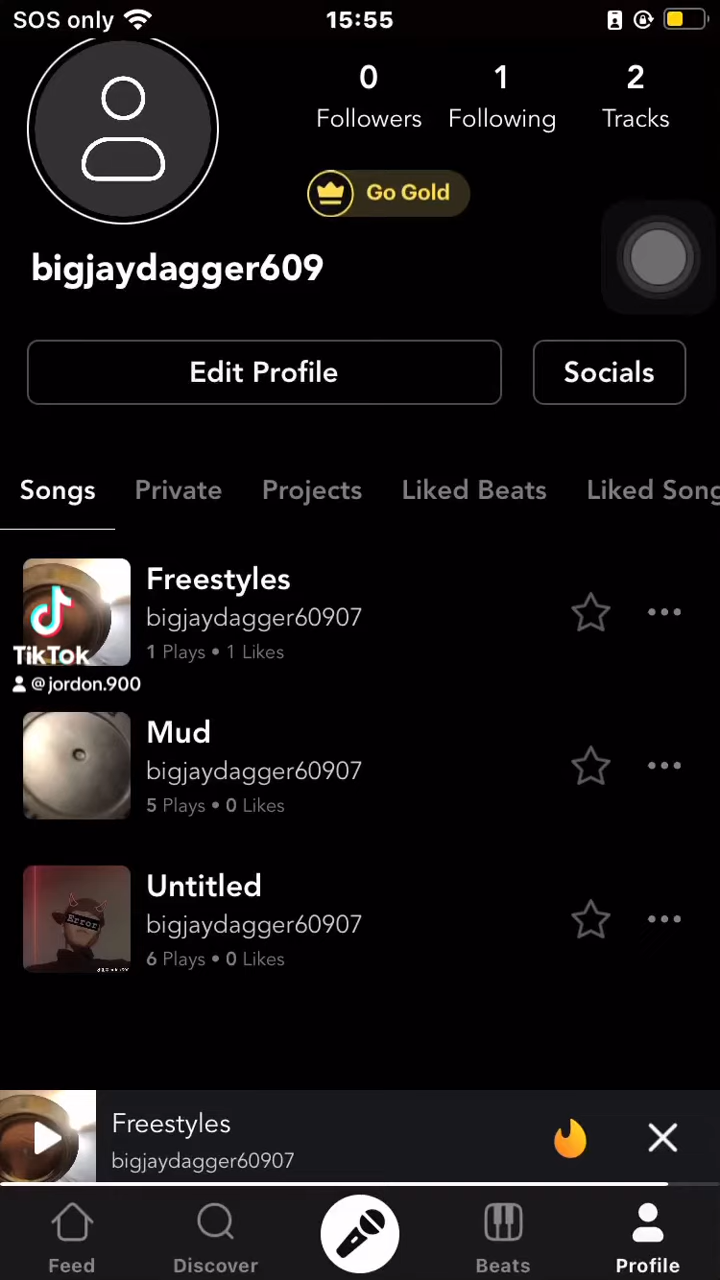 SOS only 15:55
0 1 2
Followers Following Tracks
Go Gold
bigjaydagger609
Edit Profile Socials
Songs Private Projects Liked Beats Liked Song
Freestyles
bigjaydagger60907
1 Plays • 1 Likes
TikTok
@jordon.900
Mud
bigjaydagger60907
5 Plays • 0 Likes
Untitled
bigjaydagger60907
Error
6 Plays • 0 Likes
Freestyles
bigjaydagger60907
Feed Discover Beats Profile